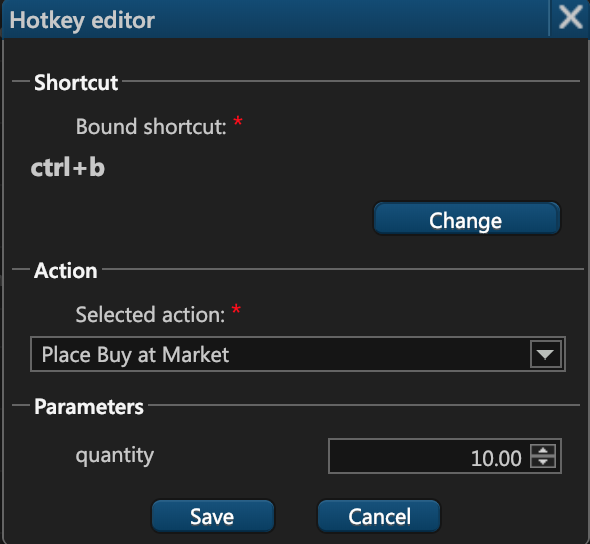 Hotkey editor
Shortcut
Bound shortcut: *
ctrl+b
Change
Action
Selected action: *
Place Buy at Market
Parameters
quantity
10.00
Save Cancel